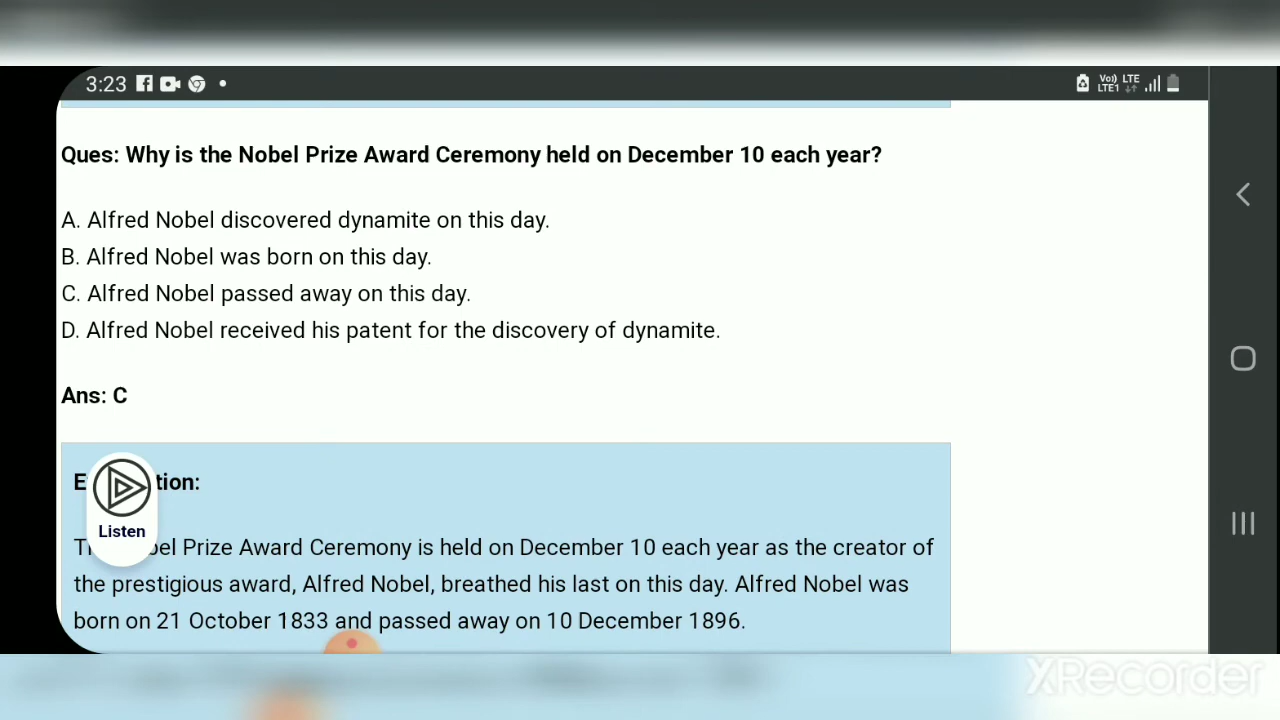 3:23
Vo)) LTE
LTE1
Ques: Why is the Nobel Prize Award Ceremony held on December 10 each year?
A. Alfred Nobel discovered dynamite on this day.
B. Alfred Nobel was born on this day.
C. Alfred Nobel passed away on this day.
D. Alfred Nobel received his patent for the discovery of dynamite.
Ans: C
Listen
Prize Award Ceremony is held on December 10 each year as the creator of
the prestigious award, Alfred Nobel, breathed his last on this day. Alfred Nobel was
born on 21 October 1833 and passed away on 10 December 1896.
XRecorder